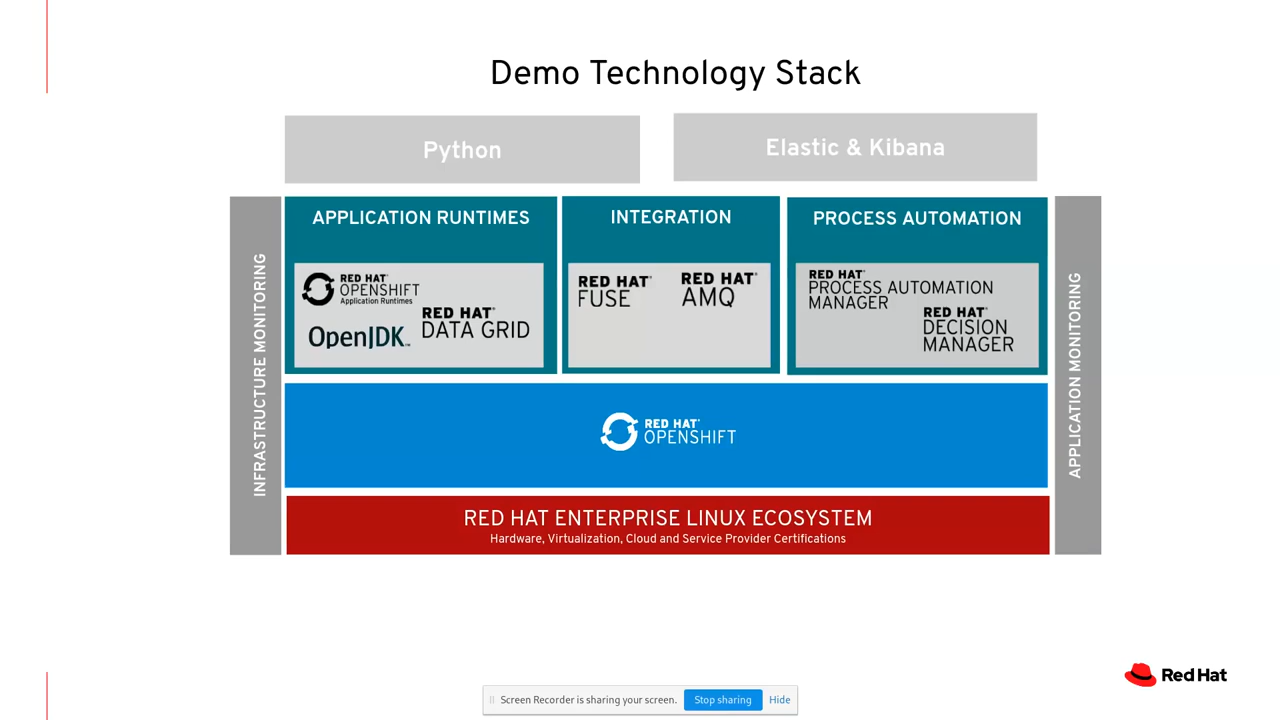 Demo Technology Stack
Python
Elastic & Kibana
INFRASTRUCTURE MONITORING
APPLICATION RUNTIMES
RED HAT®
OPENSHIFT
Application Runtimes
OpenJDK™
RED HAT®
DATA GRID
INTEGRATION
RED HAT®
FUSE
RED HAT®
AMQ
PROCESS AUTOMATION
RED HAT®
PROCESS AUTOMATION
MANAGER
RED HAT®
DECISION
MANAGER
APPLICATION MONITORING
RED HAT®
OPENSHIFT
RED HAT ENTERPRISE LINUX ECOSYSTEM
Hardware, Virtualization, Cloud and Service Provider Certifications
Red Hat
Screen Recorder is sharing your screen. Stop sharing Hide